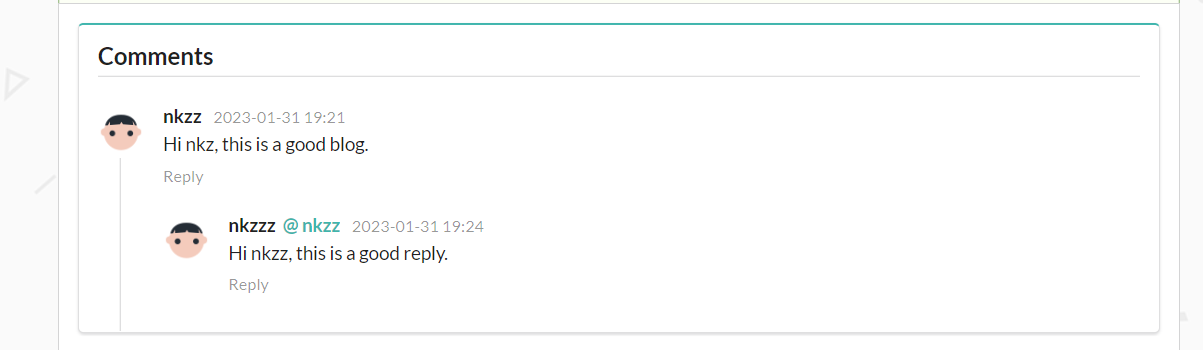 Comments
nkzz 2023-01-31 19:21
Hi nkz, this is a good blog.
Reply
nkzzz @ nkzz 2023-01-31 19:24
Hi nkzz, this is a good reply.
Reply